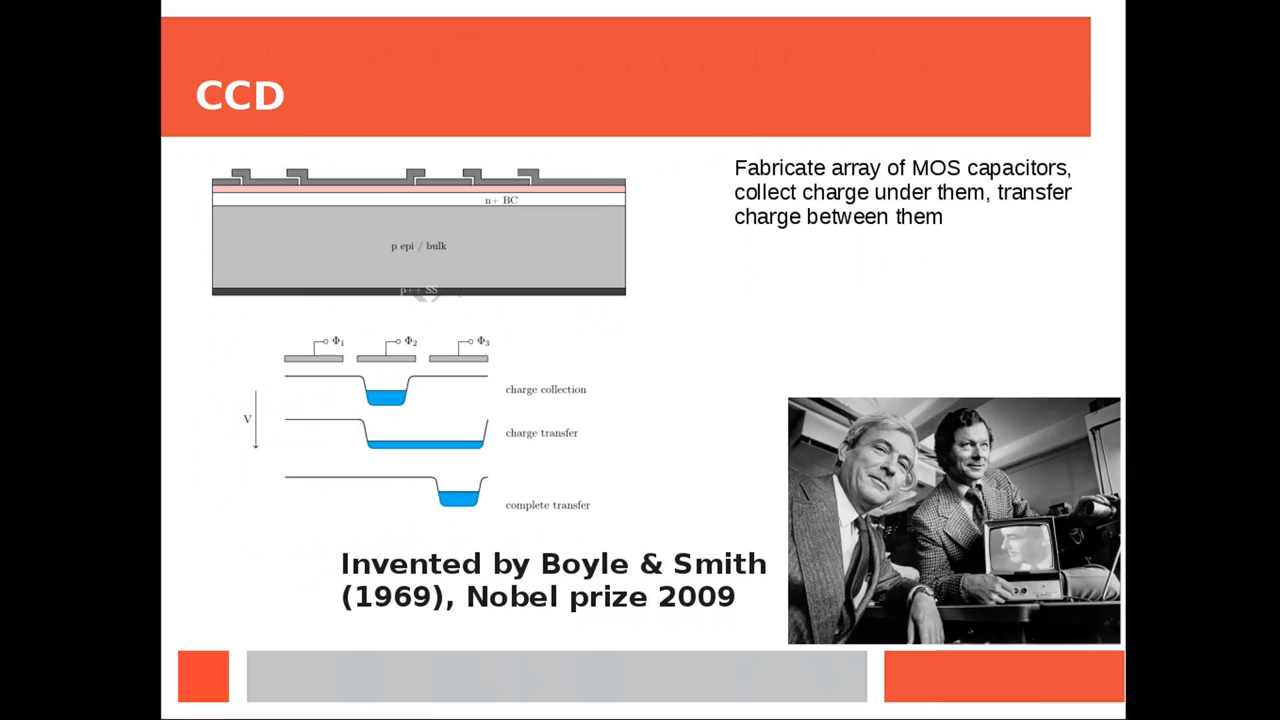 CCD
Fabricate array of MOS capacitors,
collect charge under them, transfer
charge between them
n+ BC
p epi / bulk
p++ SS
Φ1
Φ2
Φ3
charge collection
V
charge transfer
complete transfer
Invented by Boyle & Smith
(1969), Nobel prize 2009